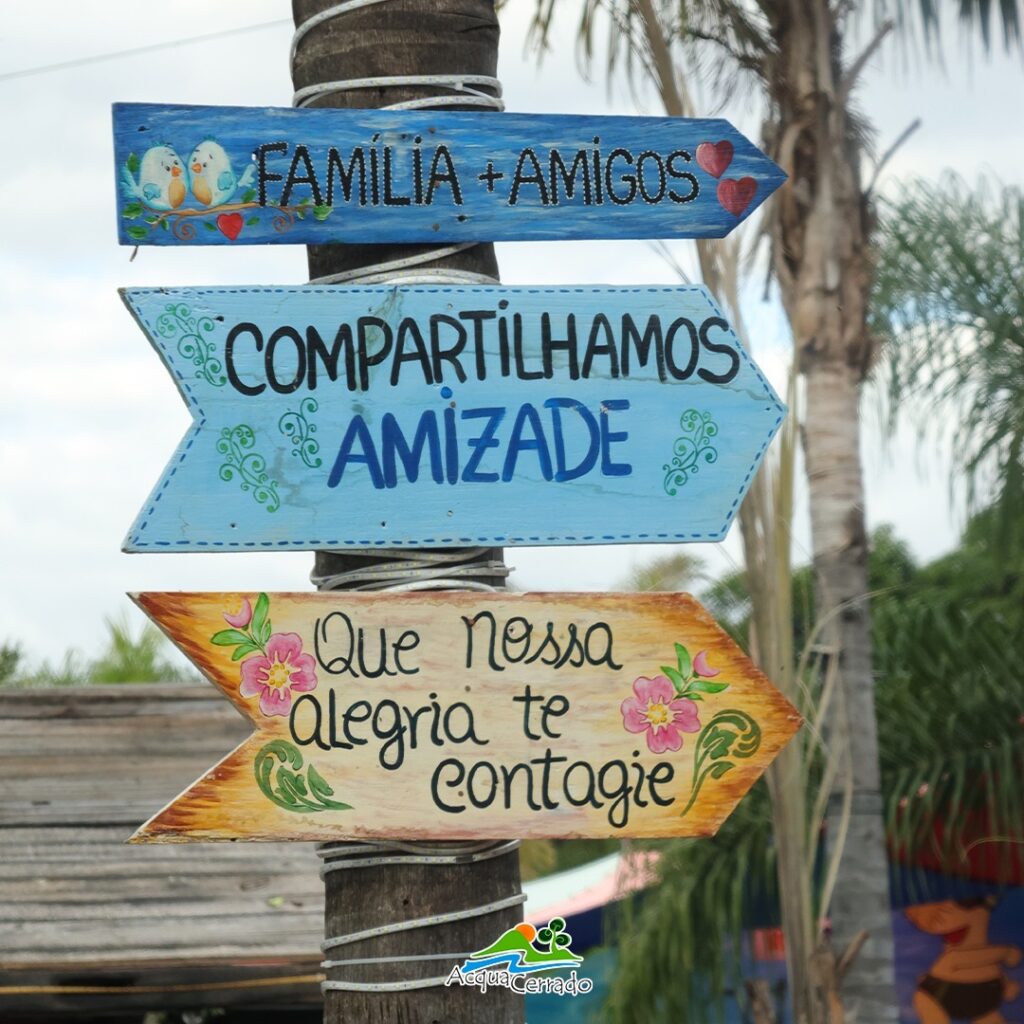 FAMÍLIA + AMIGOS
COMPARTILHAMOS
AMIZADE
Que nossa
alegria te
contagie
AcquaCerrado